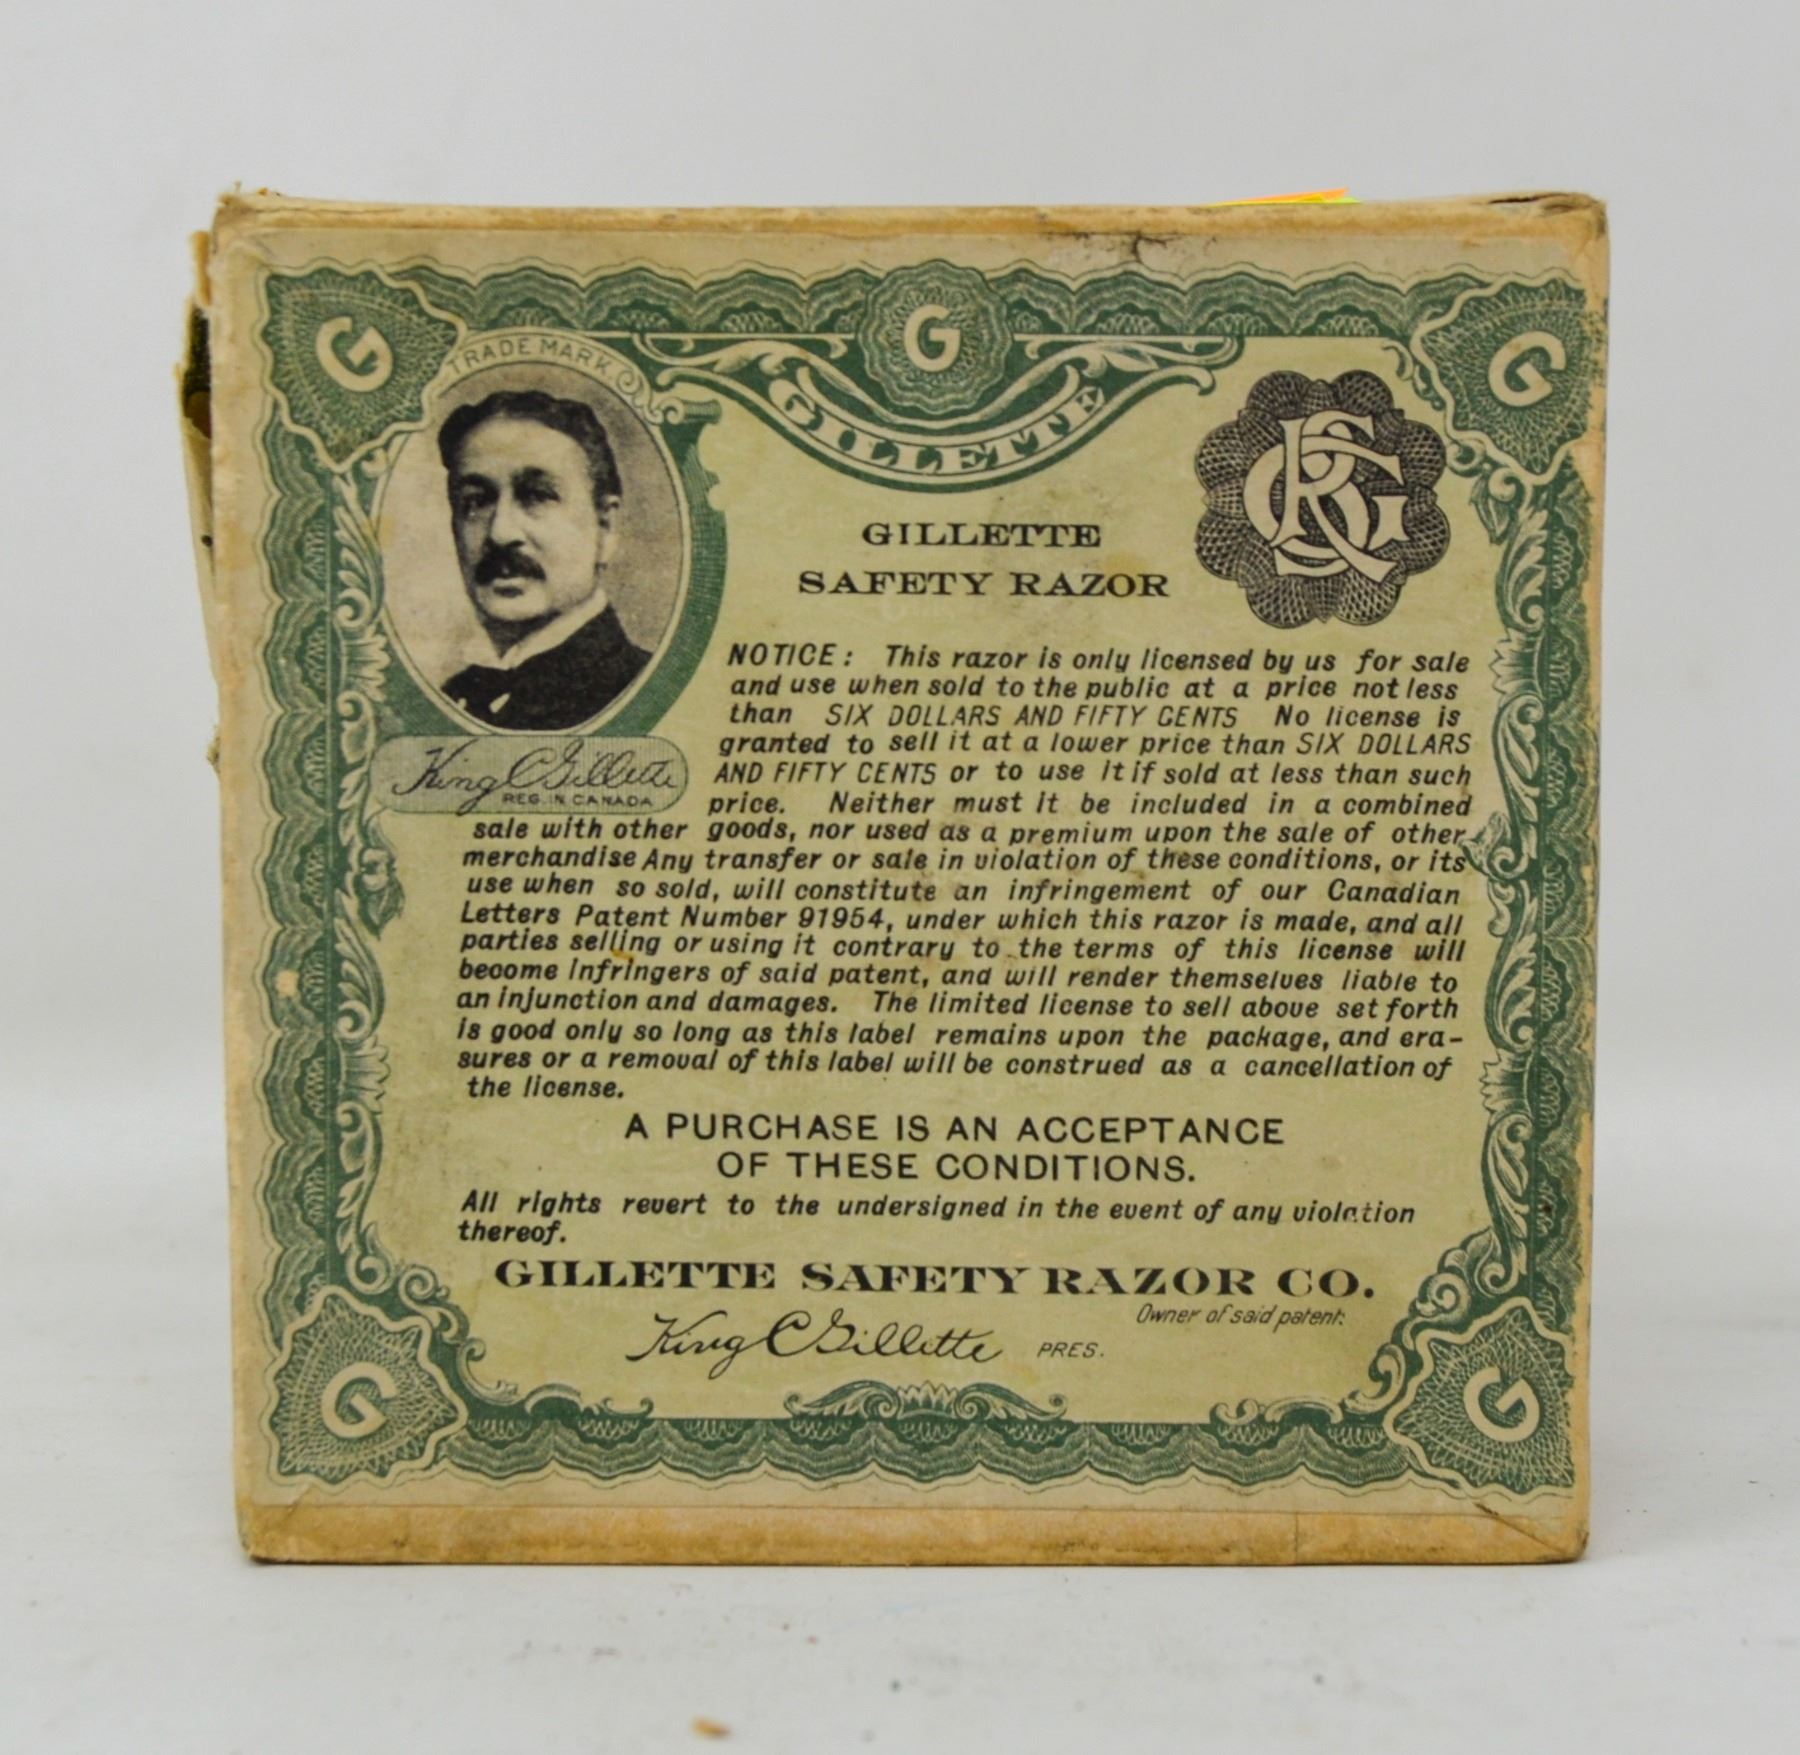 G G G
TRADE MARK
GILLETTE
KCG
GILLETTE
SAFETY RAZOR
NOTICE: This razor is only licensed by us for sale
and use when sold to the public at a price not less
than SIX DOLLARS AND FIFTY CENTS No license is
granted to sell it at a lower price than SIX DOLLARS
AND FIFTY CENTS or to use it if sold at less than such
price. Neither must it be included in a combined
King C Gillette
REG. IN CANADA
sale with other goods, nor used as a premium upon the sale of other
merchandise Any transfer or sale in violation of these conditions, or its
use when so sold, will constitute an infringement of our Canadian
Letters Patent Number 91954, under which this razor is made, and all
parties selling or using it contrary to the terms of this license will
become infringers of said patent, and will render themselves liable to
an injunction and damages. The limited license to sell above set forth
is good only so long as this label remains upon the package, and era-
sures or a removal of this label will be construed as a cancellation of
the license.
A PURCHASE IS AN ACCEPTANCE
OF THESE CONDITIONS.
All rights revert to the undersigned in the event of any violation
thereof.
GILLETTE SAFETY RAZOR CO.
Owner of said patent.
King C Gillette PRES.
G G